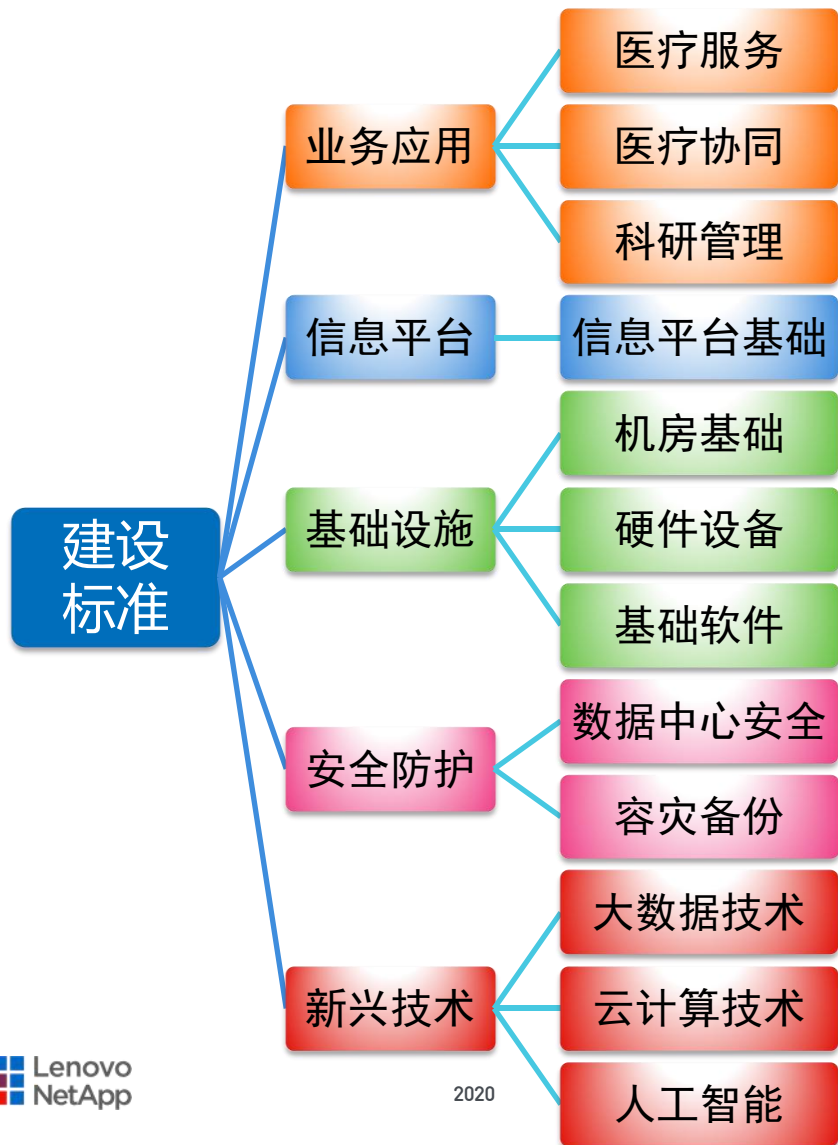 建设
标准
业务应用
医疗服务
医疗协同
科研管理
信息平台
信息平台基础
基础设施
机房基础
硬件设备
基础软件
安全防护
数据中心安全
容灾备份
新兴技术
大数据技术
云计算技术
人工智能
Lenovo
NetApp
2020